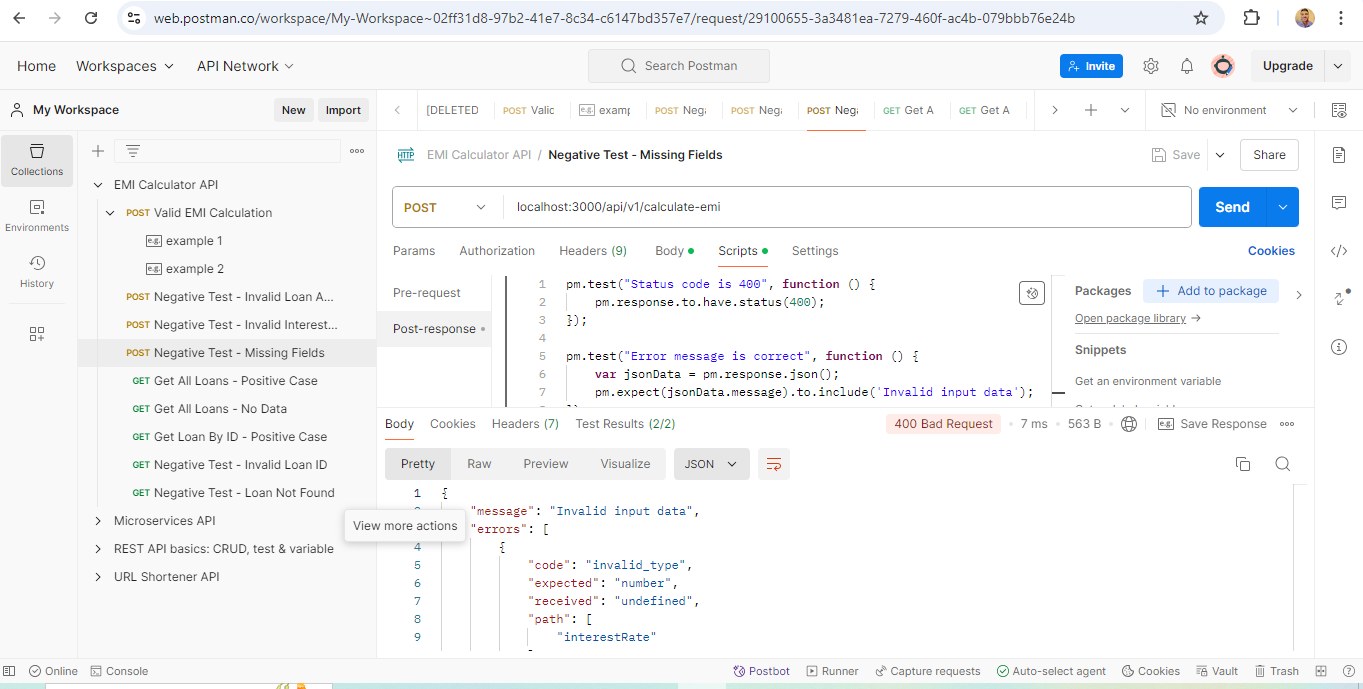 web.postman.co/workspace/My-Workspace~02ff31d8-97b2-41e7-8c34-c6147bd357e7/request/29100655-3a3481ea-7279-460f-ac4b-079bbb76e24b
Home Workspaces API Network Search Postman Invite Upgrade
My Workspace New Import [DELETED POST Valic e.g. examp POST Neg POST Neg POST Neg GET Get A GET Get A No environment
Collections
Environments
History
EMI Calculator API
POST Valid EMI Calculation
e.g. example 1
e.g. example 2
POST Negative Test - Invalid Loan A...
POST Negative Test - Invalid Interest...
POST Negative Test - Missing Fields
GET Get All Loans - Positive Case
GET Get All Loans - No Data
GET Get Loan By ID - Positive Case
GET Negative Test - Invalid Loan ID
GET Negative Test - Loan Not Found
Microservices API
REST API basics: CRUD, test & variable
URL Shortener API
View more actions
HTTP EMI Calculator API / Negative Test - Missing Fields Save Share
POST localhost:3000/api/v1/calculate-emi Send
Params Authorization Headers (9) Body Scripts Settings Cookies
Pre-request
Post-response
1 pm.test("Status code is 400", function () {
2 pm.response.to.have.status(400);
3 });
4
5 pm.test("Error message is correct", function () {
6 var jsonData = pm.response.json();
7 pm.expect(jsonData.message).to.include('Invalid input data');
Packages Add to package
Open package library →
Snippets
Get an environment variable
Body Cookies Headers (7) Test Results (2/2) 400 Bad Request 7 ms 563 B e.g. Save Response
Pretty Raw Preview Visualize JSON
1 {
"message": "Invalid input data",
"errors": [
4 {
5 "code": "invalid_type",
6 "expected": "number",
7 "received": "undefined",
8 "path": [
9 "interestRate"
Online Console Postbot Runner Capture requests Auto-select agent Cookies Vault Trash